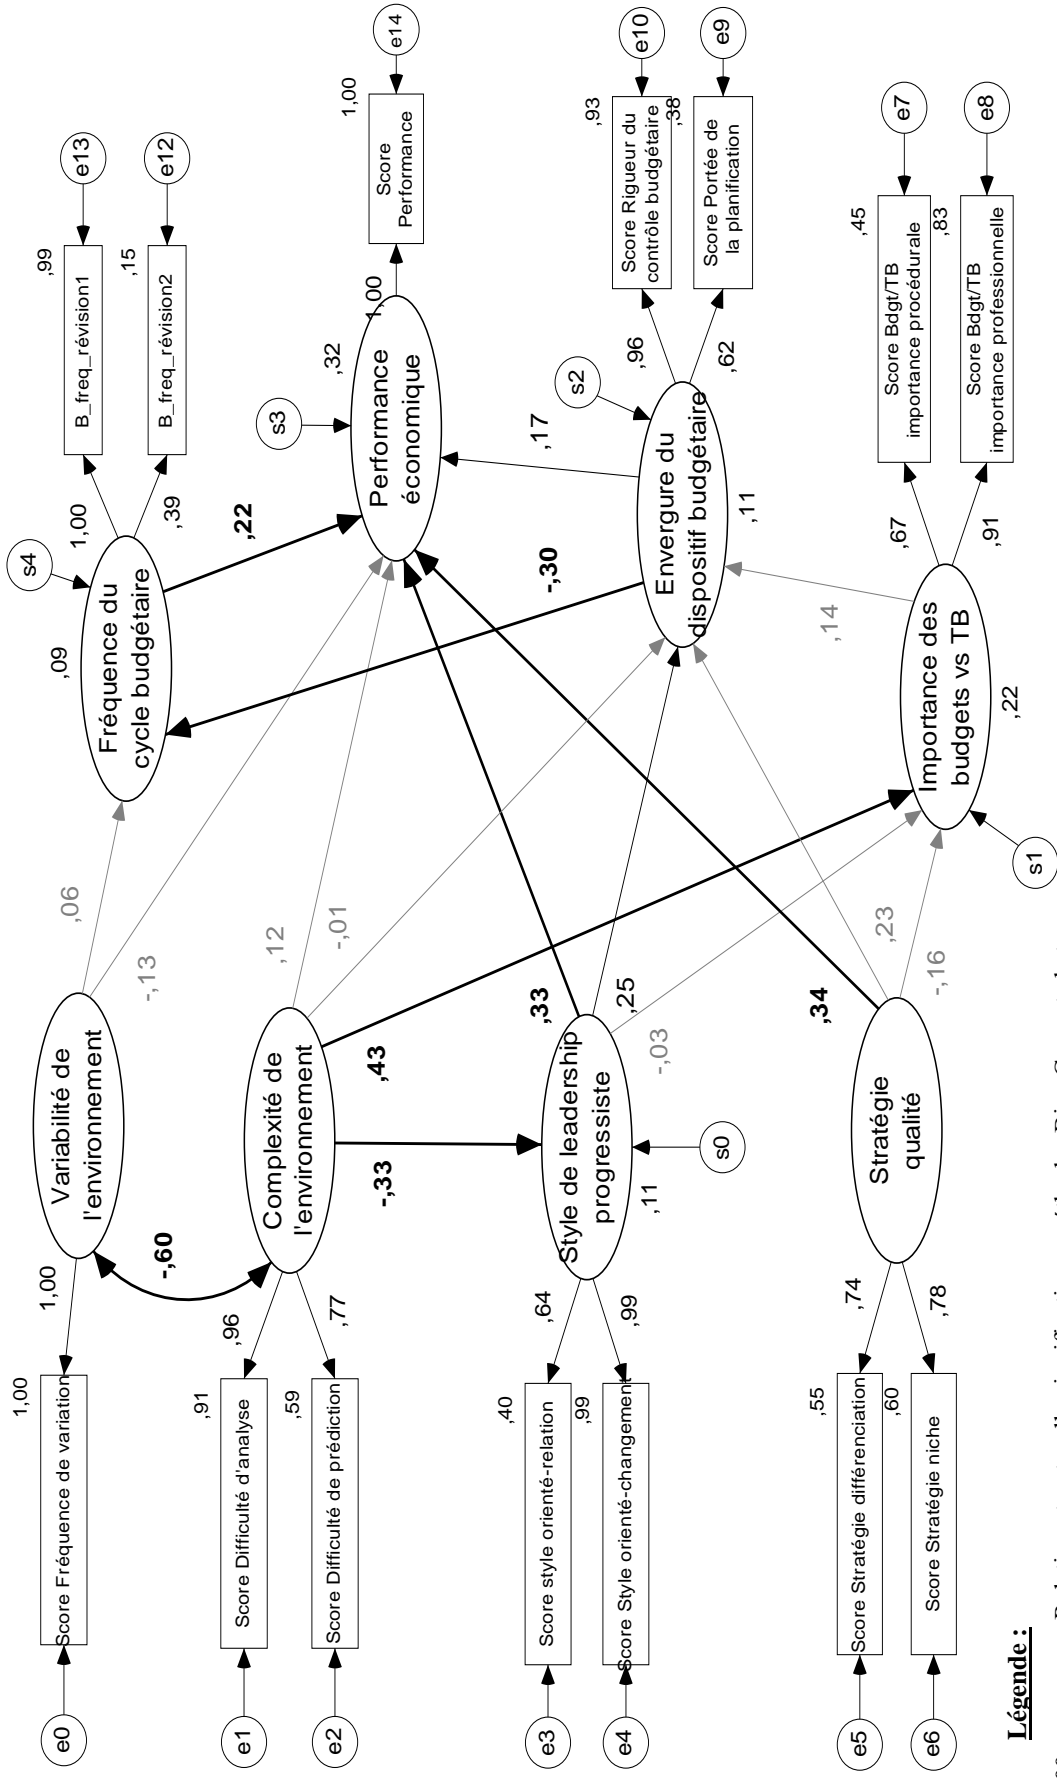 e0
Score Fréquence de variation
1,00
1,00
Variabilité de
l'environnement
,06
-,13
-,60
e1
Score Difficulté d'analyse
,91
,96
e2
Score Difficulté de prédiction
,59
,77
Complexité de
l'environnement
,12
-,01
,43
-,33
e3
Score style orienté-relation
,40
,64
e4
Score Style orienté-changement
,99
,99
Style de leadership
progressiste
,11
s0
,33
,25
-,03
e5
Score Stratégie différenciation
,55
,74
e6
Score Stratégie niche
,60
,78
Stratégie
qualité
,34
,23
-,16
s4
,09
Fréquence du
cycle budgétaire
1,00
,39
B_freq_révision1
,99
e13
B_freq_révision2
,15
e12
,22
s3
,32
Performance
économique
1,00
Score
Performance
1,00
e14
-,30
,17
s2
Envergure du
dispositif budgétaire
,11
,96
,62
Score Rigueur du
contrôle budgétaire
,93
e10
Score Portée de
la planification
,38
e9
,14
s1
Importance des
budgets vs TB
,22
,67
,91
Score Bdgt/TB
importance procédurale
,45
e7
Score Bdgt/TB
importance professionnelle
,83
e8
Légende :